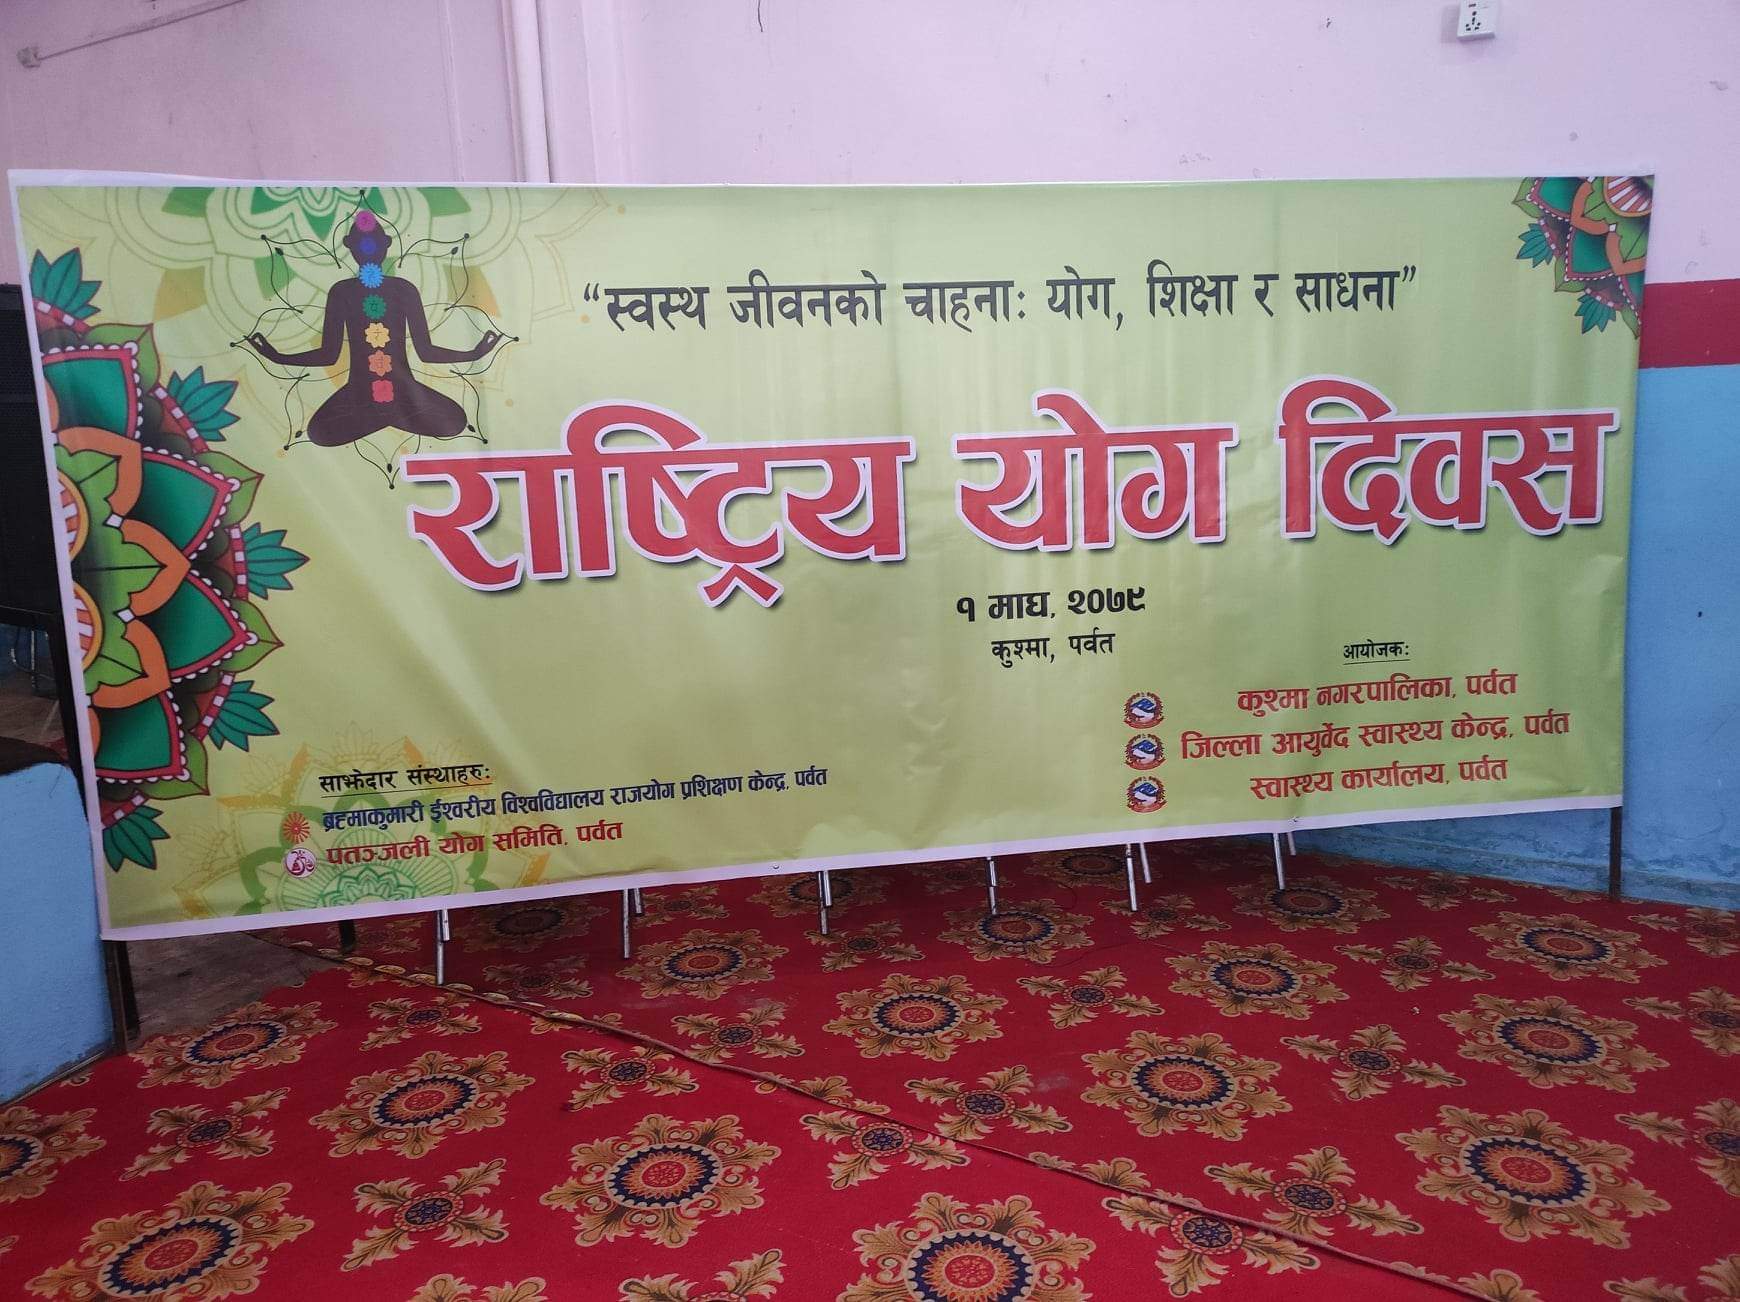 “स्वस्थ जीवनको चाहनाः योग, शिक्षा र साधना”
राष्ट्रिय योग दिवस
१ माघ, २०७९
कुश्मा, पर्वत
आयोजकः
कुश्मा नगरपालिका, पर्वत
जिल्ला आयुर्वेद स्वास्थ्य केन्द्र, पर्वत
स्वास्थ्य कार्यालय, पर्वत
साझेदार संस्थाहरुः
ब्रह्माकुमारी ईश्वरीय विश्वविद्यालय राजयोग प्रशिक्षण केन्द्र, पर्वत
पतञ्जली योग समिति, पर्वत